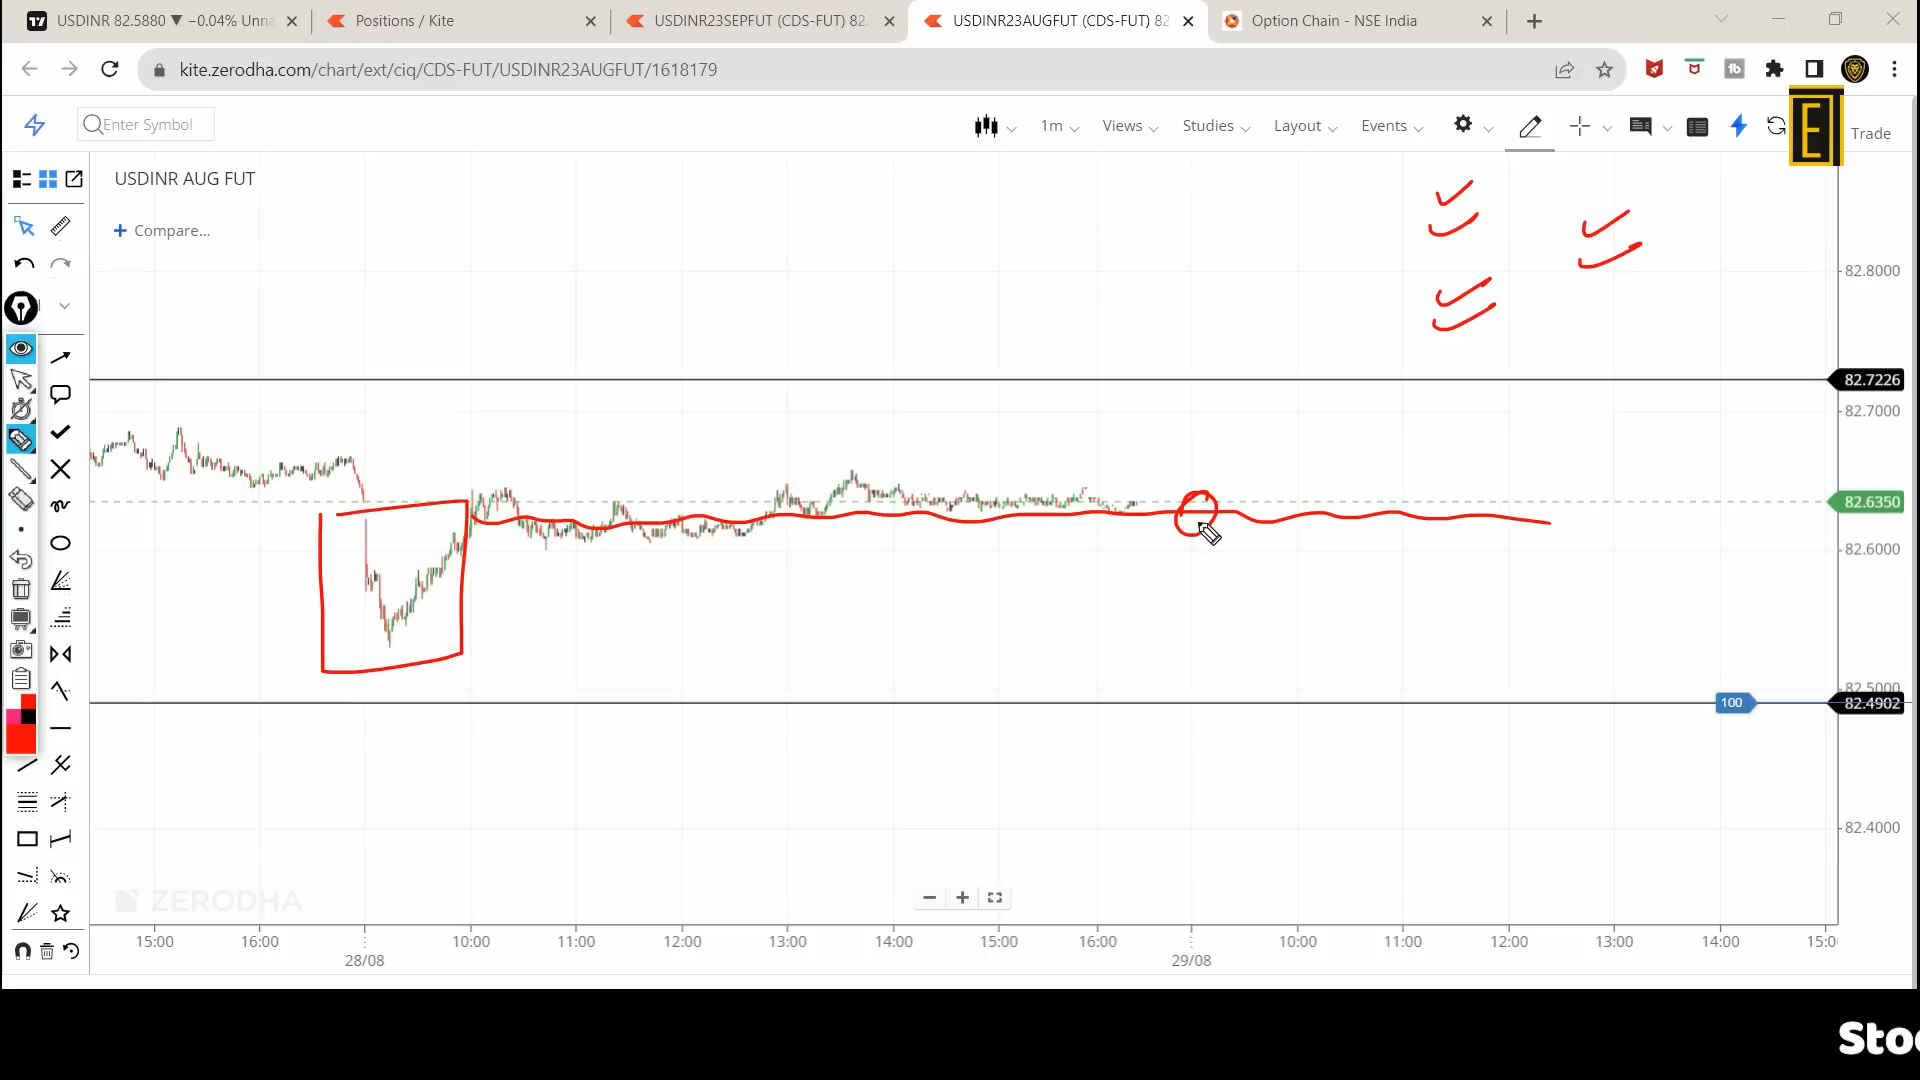 USDINR 82.5880 ▼ −0.04% Unna
Positions / Kite
USDINR23SEPFUT (CDS-FUT) 82.
USDINR23AUGFUT (CDS-FUT) 82
Option Chain - NSE India
kite.zerodha.com/chart/ext/ciq/CDS-FUT/USDINR23AUGFUT/1618179
Enter Symbol
1m
Views
Studies
Layout
Events
E
Trade
USDINR AUG FUT
+ Compare...
82.8000
82.7226
82.7000
82.6350
82.6000
82.5000
100
82.4902
82.4000
ZERODHA
15:00 16:00 10:00 11:00 12:00 13:00 14:00 15:00 16:00 10:00 11:00 12:00 13:00 14:00 15:0
28/08 29/08
Stoc